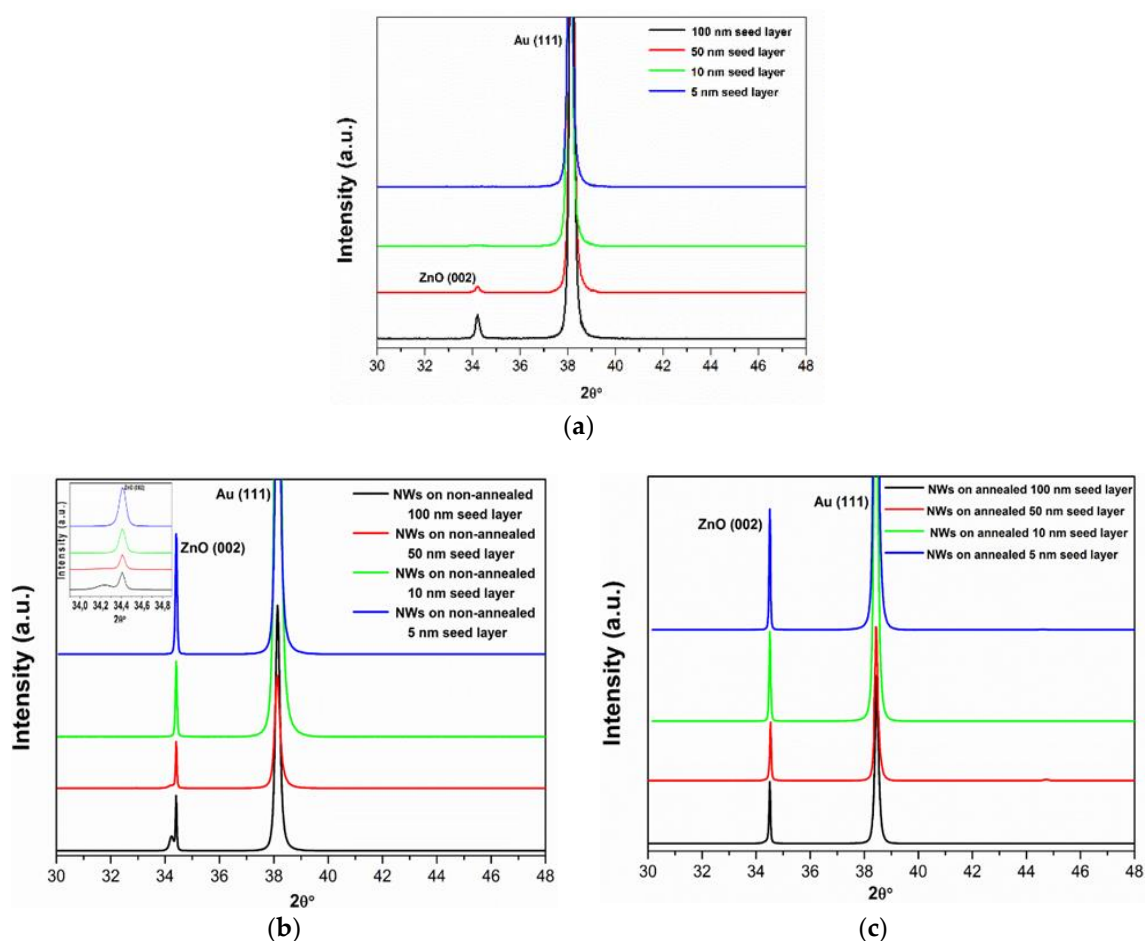 (a)
Au (111)
100 nm seed layer
50 nm seed layer
10 nm seed layer
5 nm seed layer
Intensity (a.u.)
ZnO (002)
30 32 34 36 38 40 42 44 46 48
2θ°
(a)
ZnO (002)
Intensity (a.u.)
34,0 34,2 34,4 34,6 34,8
2θ°
Au (111)
ZnO (002)
NWs on non-annealed
100 nm seed layer
NWs on non-annealed
50 nm seed layer
NWs on non-annealed
10 nm seed layer
NWs on non-annealed
5 nm seed layer
Intensity (a.u.)
30 32 34 36 38 40 42 44 46 48
2θ°
(b)
Au (111)
ZnO (002)
NWs on annealed 100 nm seed layer
NWs on annealed 50 nm seed layer
NWs on annealed 10 nm seed layer
NWs on annealed 5 nm seed layer
Intensity (a.u.)
30 32 34 36 38 40 42 44 46 48
2θ°
(c)